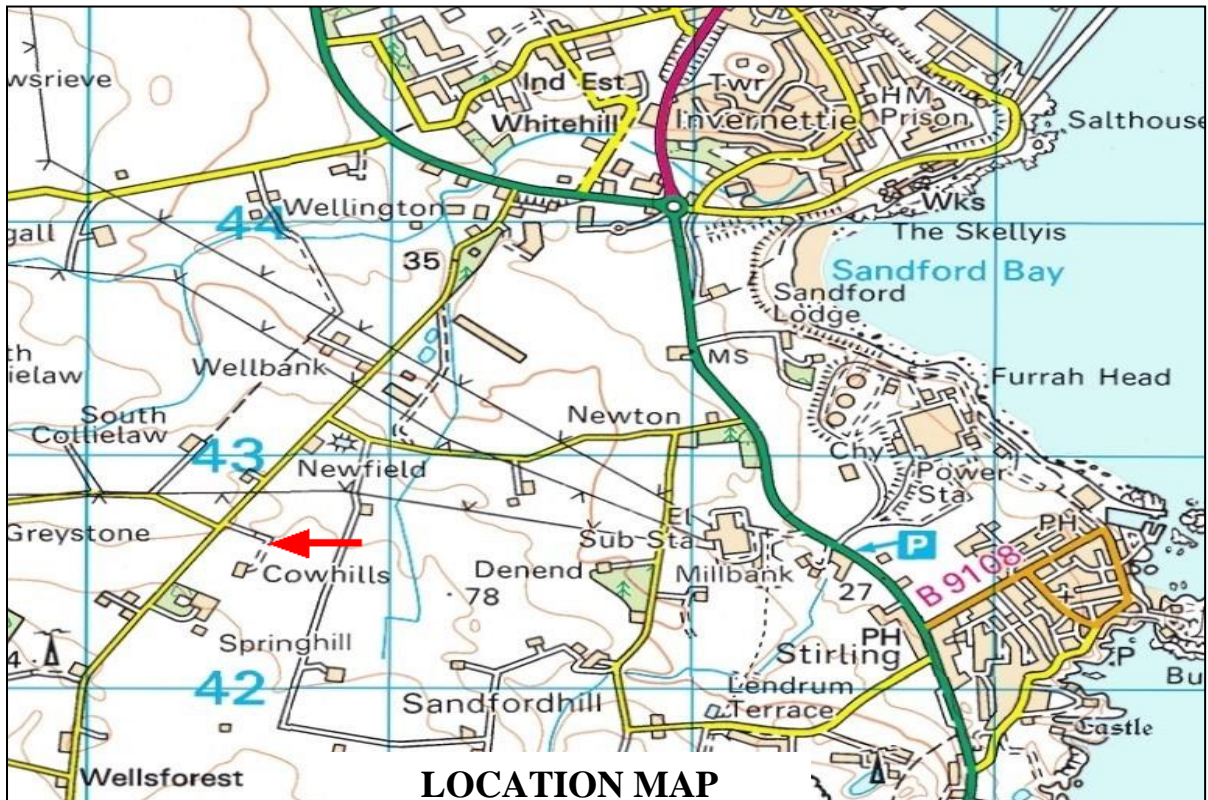 wsrieve
Ind Est
Whitehill
Twr
Invernettie
HM
Prison
Salthouse
Wks
Wellington
44
gall
35
The Skellyis
Sandford Bay
Sandford
Lodge
MS
th
ielaw
Wellbank
Furrah Head
South
Collielaw
Newton
43
Newfield
Chy
Power
Sta
Greystone
El
Sub Sta
PH
P
Cowhills
Denend
Millbank
B 9108
78
27
Springhill
PH
Stirling
P
4
42
Sandfordhill
Lendrum
Terrace
Bu
Castle
Wellsforest
LOCATION MAP